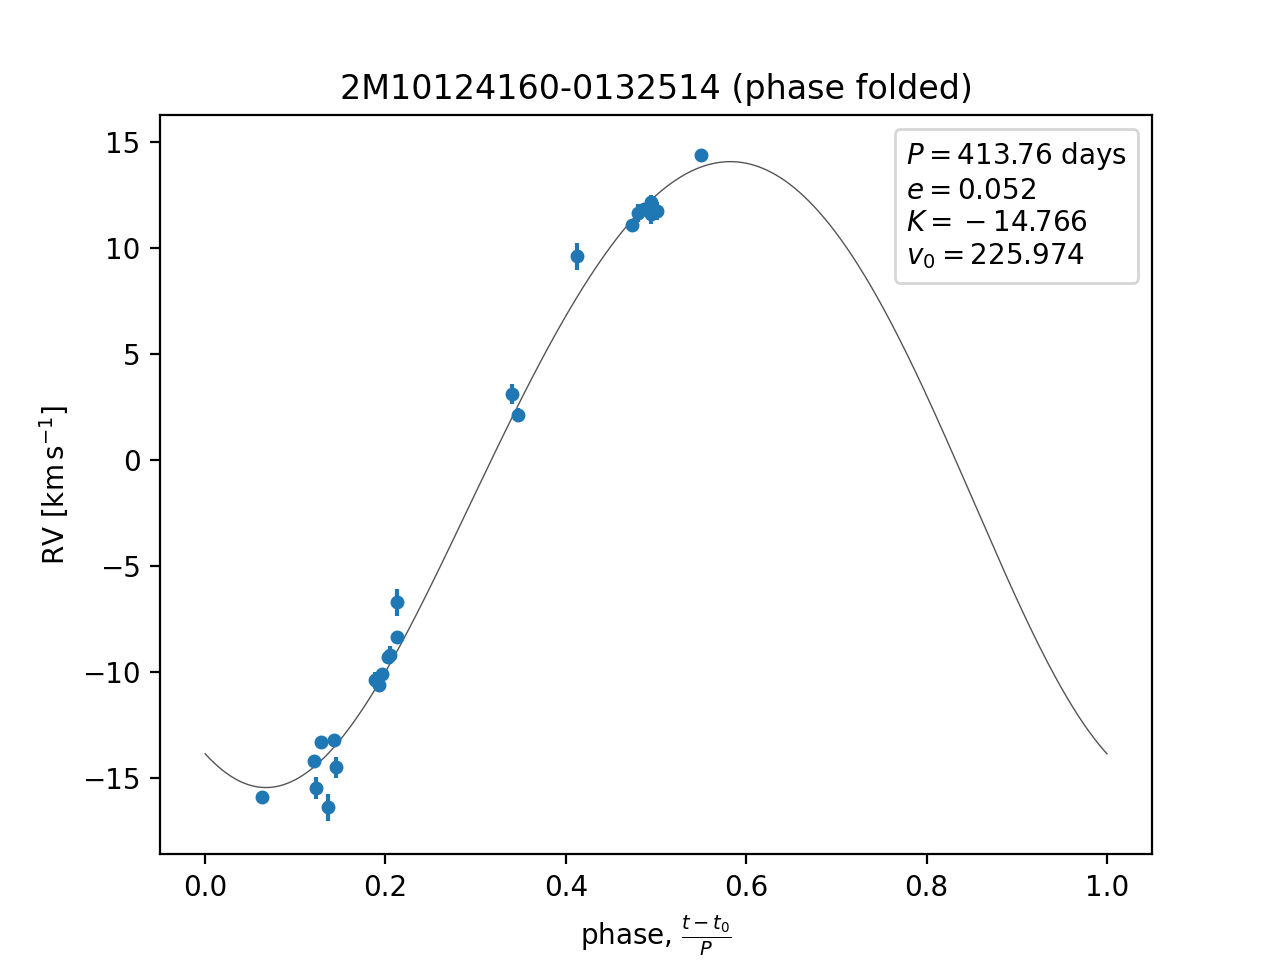 2M10124160-0132514 (phase folded)
P = 413.76 days
e = 0.052
K = −14.766
v₀ = 225.974
15
10
5
0
−5
−10
−15
RV [km s⁻¹]
0.0 0.2 0.4 0.6 0.8 1.0
phase, (t − t₀)/P